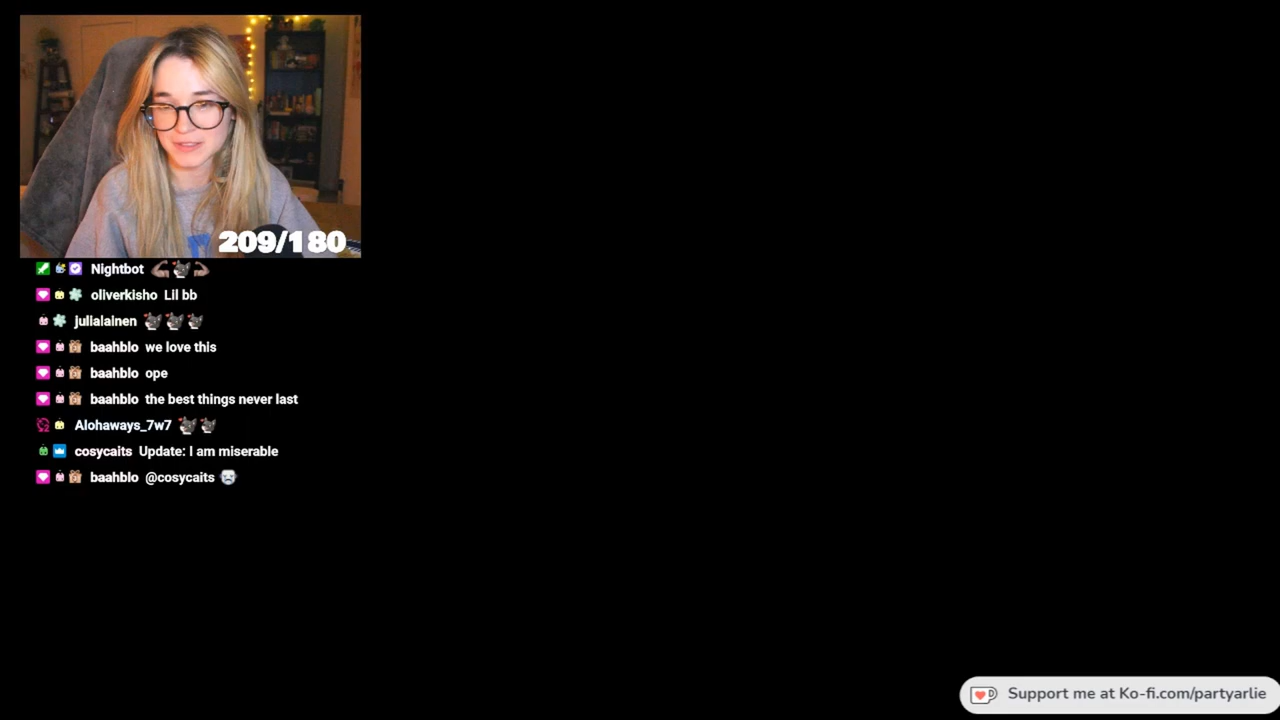 209/180
Nightbot
oliverkisho Lil bb
julialainen
baahblo we love this
baahblo ope
baahblo the best things never last
Alohaways_7w7
cosycaits Update: I am miserable
baahblo @cosycaits
Support me at Ko-fi.com/partyarlie